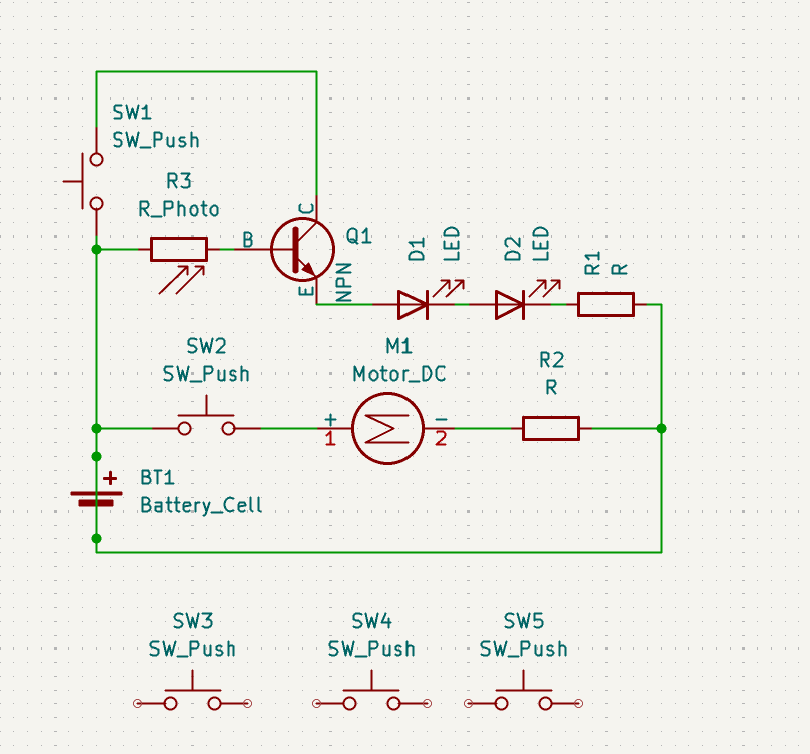 SW1
SW_Push
R3
R_Photo
C
B
Q1
E
NPN
D1
LED
D2
LED
R1
R
SW2
SW_Push
M1
Motor_DC
R2
R
+
1
−
2
+
BT1
Battery_Cell
SW3
SW_Push
SW4
SW_Push
SW5
SW_Push